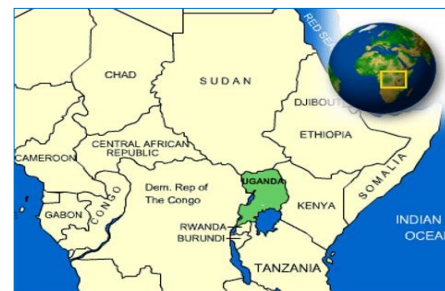 RED SEA
CHAD
SUDAN
DJIBOUTI
ETHIOPIA
CENTRAL AFRICAN
REPUBLIC
CAMEROON
SOMALIA
UGANDA
Dem. Rep of
The Congo
KENYA
CONGO
GABON
RWANDA
BURUNDI
INDIAN
OCEA
TANZANIA